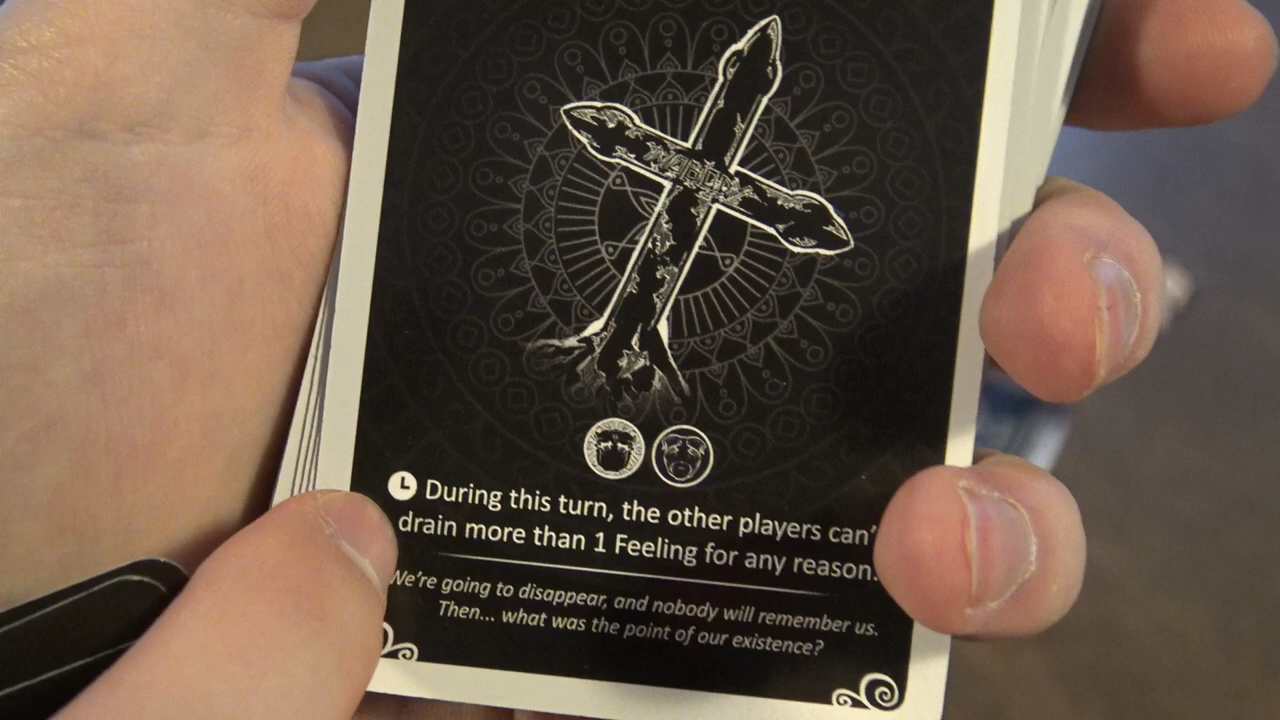 NOBODY
During this turn, the other players can'
drain more than 1 Feeling for any reason.
We're going to disappear, and nobody will remember us.
Then... what was the point of our existence?